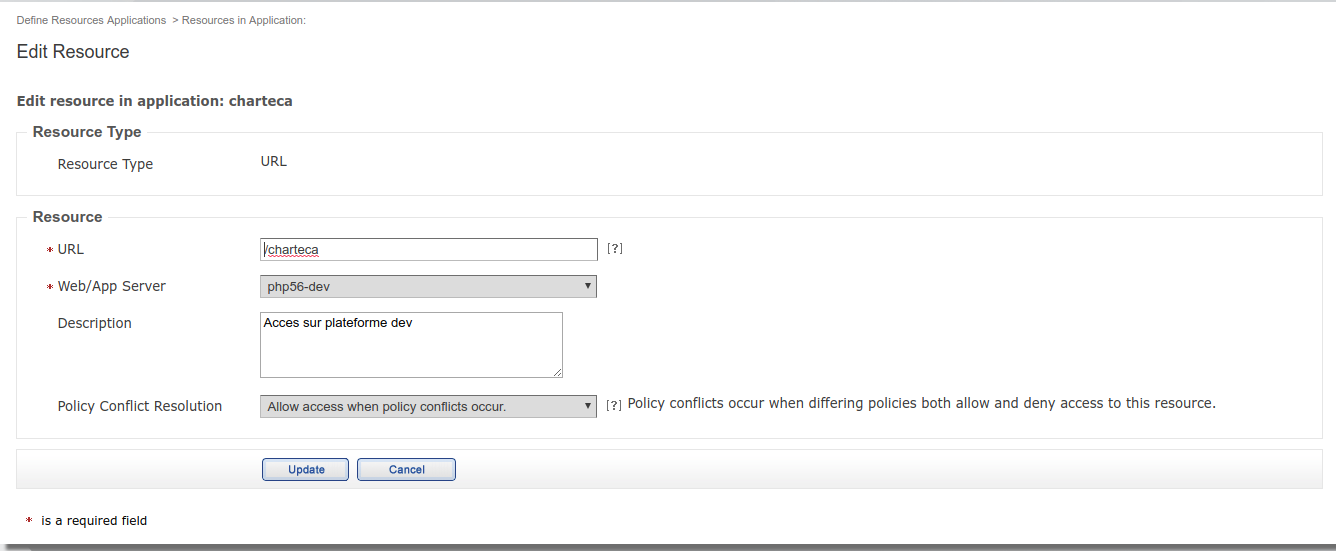 Define Resources Applications > Resources in Application:
Edit Resource
Edit resource in application: charteca
Resource Type
Resource Type URL
Resource
* URL /charteca [?]
* Web/App Server php56-dev
Description Acces sur plateforme dev
Policy Conflict Resolution Allow access when policy conflicts occur. [?] Policy conflicts occur when differing policies both allow and deny access to this resource.
Update Cancel
* is a required field